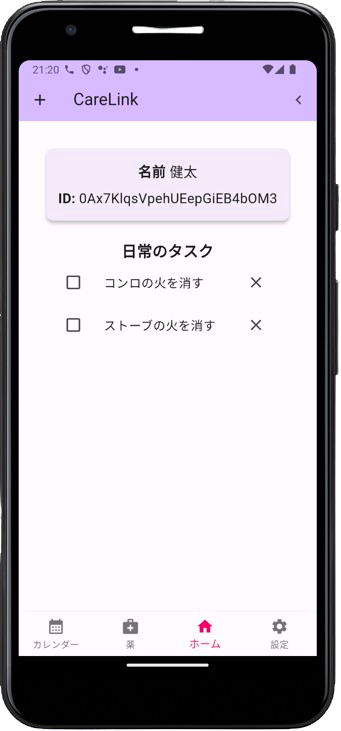 21:20
CareLink
名前 健太
ID: 0Ax7KlqsVpehUEepGiEB4bOM3
日常のタスク
コンロの火を消す
ストーブの火を消す
カレンダー 薬 ホーム 設定